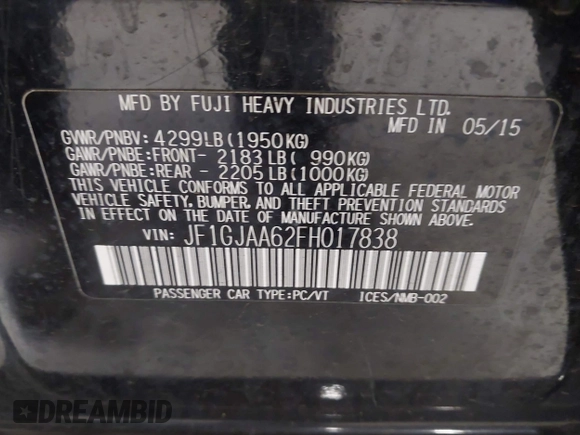 MFD BY FUJI HEAVY INDUSTRIES LTD.
MFD IN 05/15
GVWR/PNBV: 4299LB(1950KG)
GAWR/PNBE:FRONT- 2183LB( 990KG)
GAWR/PNBE:REAR - 2205LB(1000KG)
THIS VEHICLE CONFORMS TO ALL APPLICABLE FEDERAL MOTOR
VEHICLE SAFETY, BUMPER, AND THEFT PREVENTION STANDARDS
IN EFFECT ON THE DATE OF MANUFACTURE SHOWN ABOVE.
VIN: JF1GJAA62FH017838
PASSENGER CAR TYPE:PC/VT ICES/NMB-002
DREAMBID